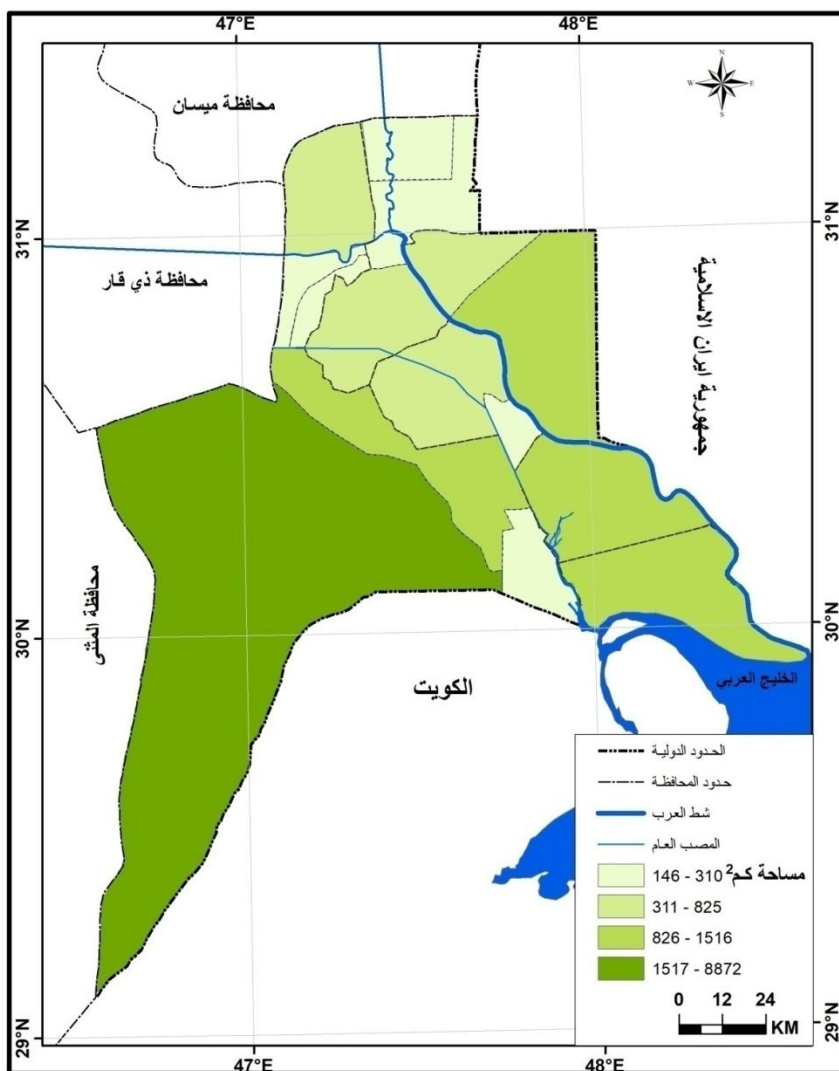 47°E
48°E
N
W
E
S
محافظة ميسان
31°N
31°N
محافظة ذي قار
جمهورية ايران الاسلامية
محافظة المثنى
30°N
30°N
الكويت
الخليج العربي
الحدود الدولية
حدود المحافظة
شط العرب
المصب العام
مساحة كم²
146 - 310
311 - 825
826 - 1516
1517 - 8872
0 12 24
KM
29°N
29°N
47°E
48°E